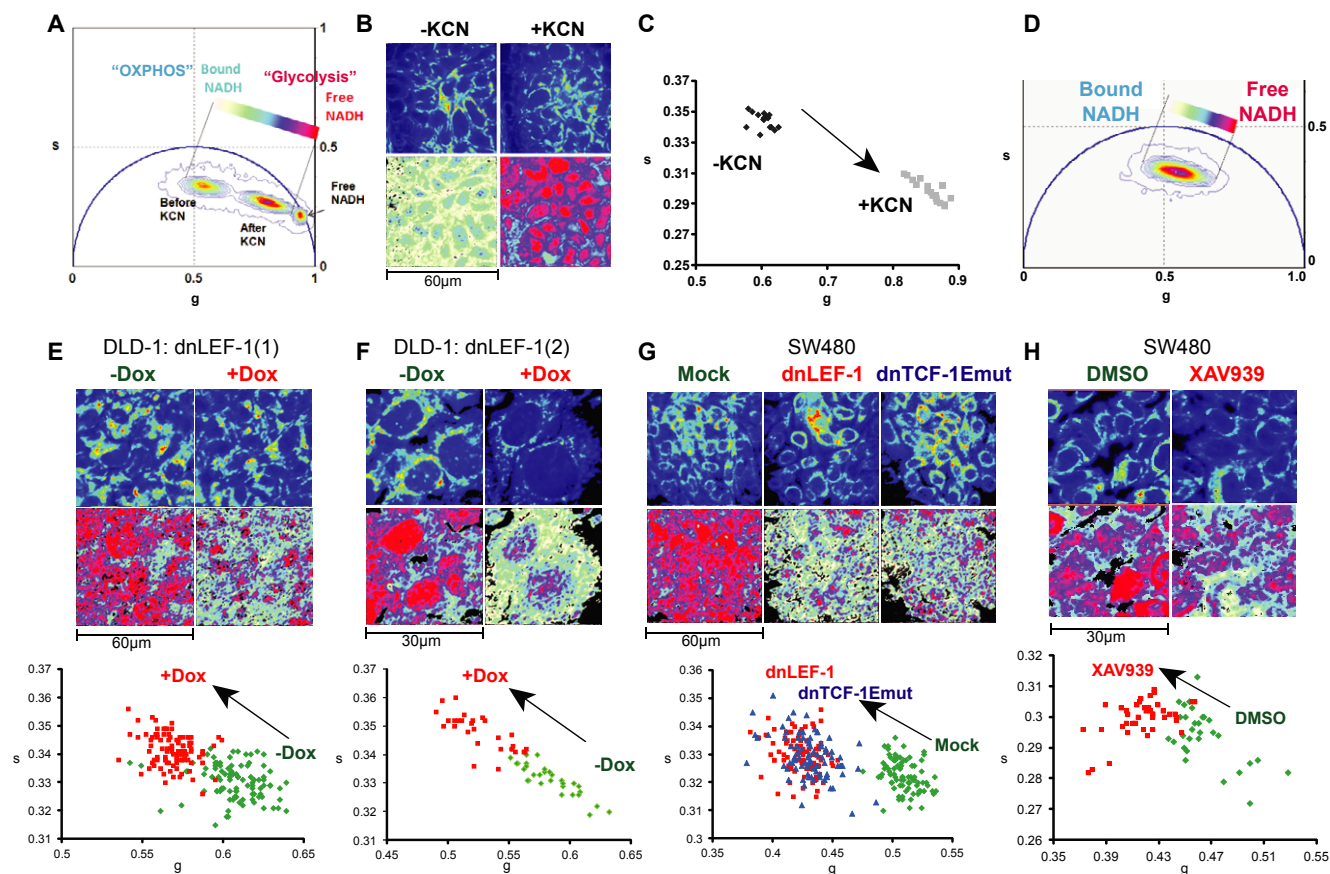 A
1
"OXPHOS"
Bound
NADH
"Glycolysis"
Free
NADH
s
0.5
0.5
Before
KCN
After
KCN
Free
NADH
0
0
0.5
1
g
B
-KCN
+KCN
60µm
C
0.37
0.35
0.33
0.31
0.29
0.27
0.25
s
-KCN
+KCN
0.5
0.6
0.7
0.8
0.9
g
D
Bound
NADH
Free
NADH
s
0.5
0
0
0.5
1.0
g
E
DLD-1: dnLEF-1(1)
-Dox
+Dox
60µm
0.37
0.36
0.35
0.34
0.33
0.32
0.31
s
+Dox
-Dox
0.5
0.55
0.6
0.65
g
F
DLD-1: dnLEF-1(2)
-Dox
+Dox
30µm
0.37
0.36
0.35
0.34
0.33
0.32
0.31
s
+Dox
-Dox
0.45
0.5
0.55
0.6
0.65
g
G
SW480
Mock
dnLEF-1
dnTCF-1Emut
60µm
0.36
0.35
0.34
0.33
0.32
0.31
0.3
s
dnLEF-1
dnTCF-1Emut
Mock
0.35
0.4
0.45
0.5
0.55
g
H
SW480
DMSO
XAV939
30µm
0.32
0.31
0.30
0.29
0.28
0.27
0.26
s
XAV939
DMSO
0.35
0.39
0.43
0.47
0.51
0.55
g